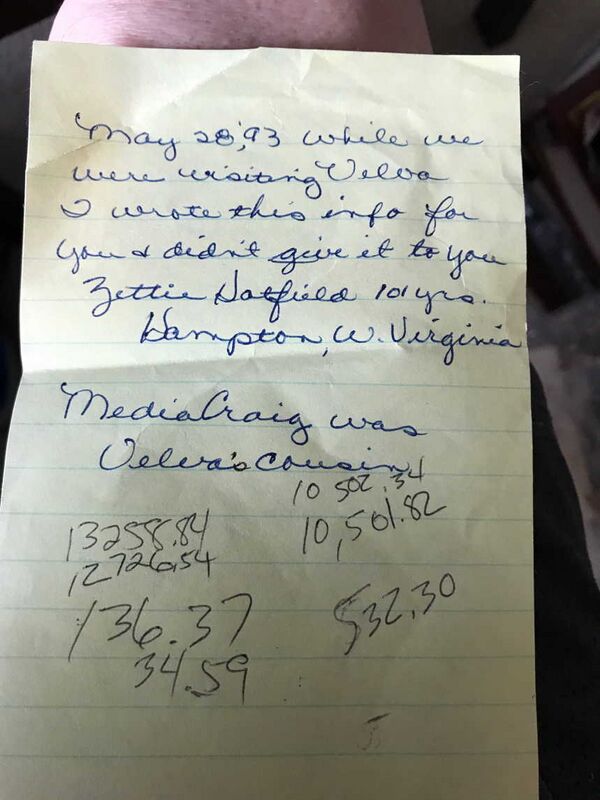 May 28,'93 while we
were visiting Velva
I wrote this info for
you & didn't give it to you
Zettie Hatfield 101 yrs.
Hampton, W. Virginia
Media Craig was
Velva's cousin
10 502.34
10,501.82
13258.84
12726.54
136.37
34.59
532.30